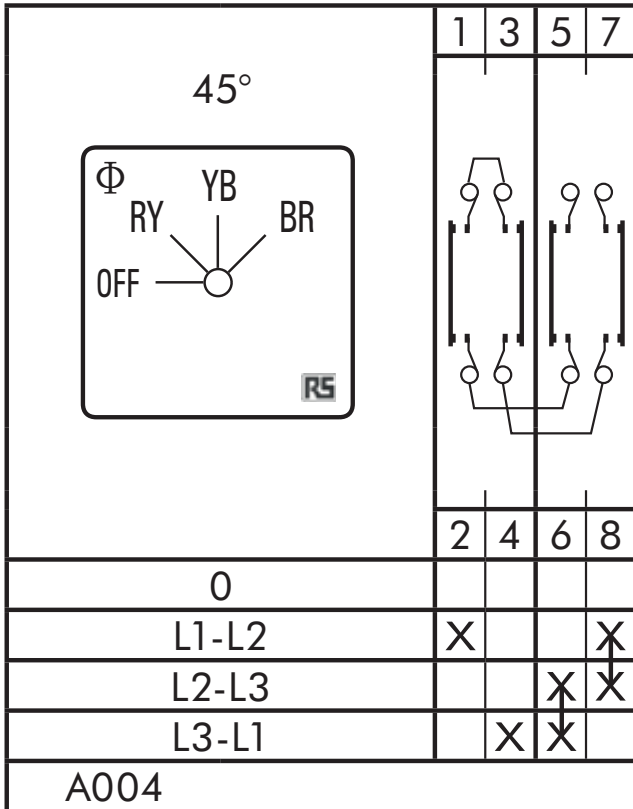 1 3 5 7
45°
Φ
YB
RY
BR
OFF
RS
2 4 6 8
0
L1-L2 X X
L2-L3 X X
L3-L1 X X
A004